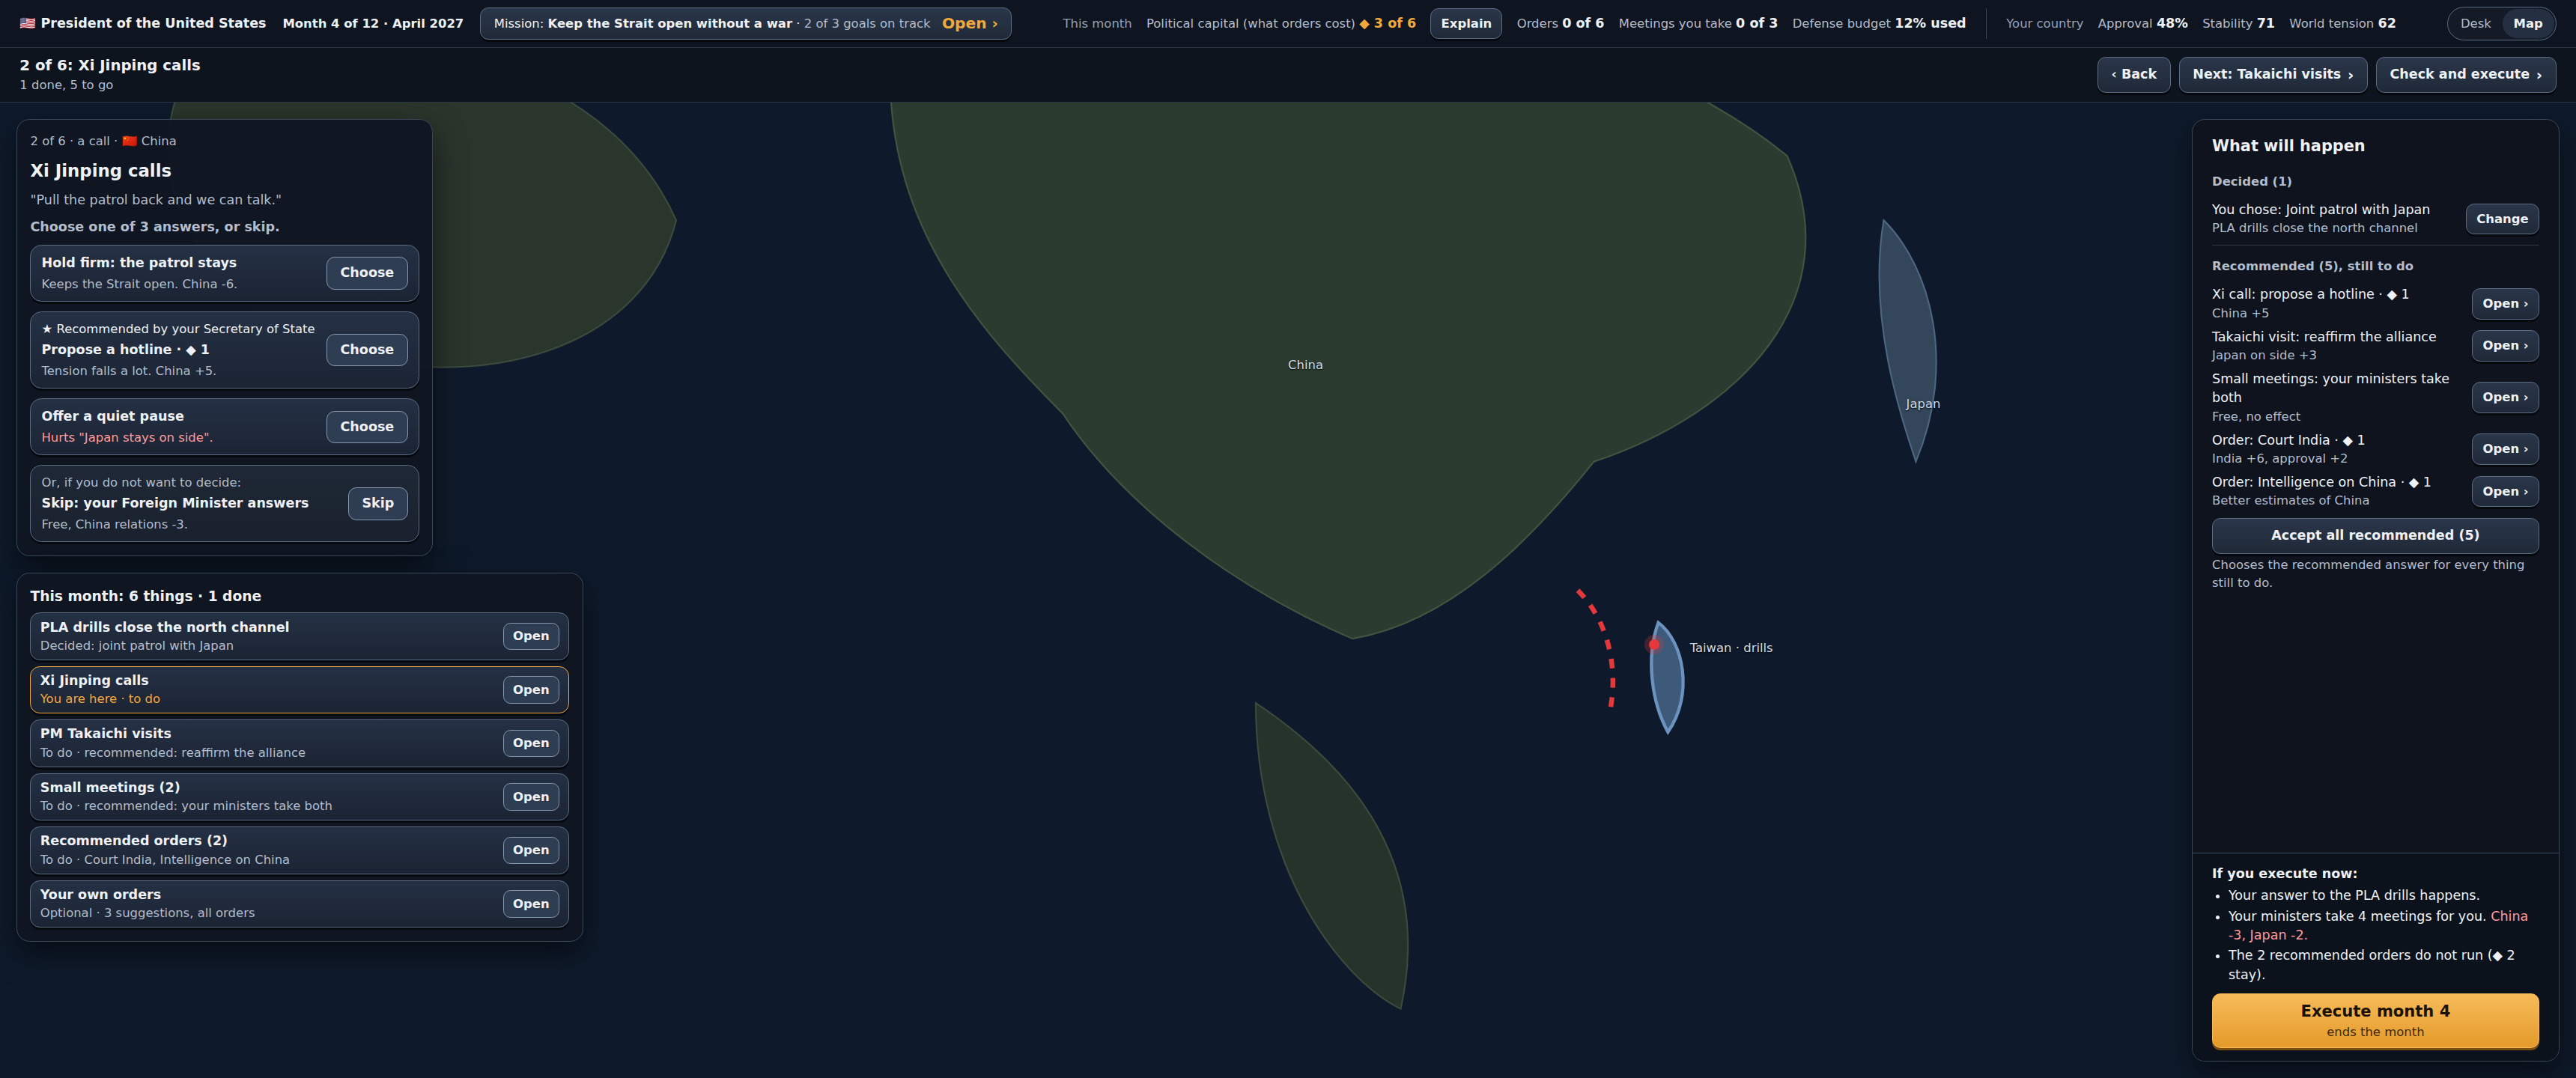 🇺🇸 President of the United States Month 4 of 12 · April 2027 Mission: Keep the Strait open without a war · 2 of 3 goals on track Open › This month Political capital (what orders cost) ◆ 3 of 6 Explain Orders 0 of 6 Meetings you take 0 of 3 Defense budget 12% used Your country Approval 48% Stability 71 World tension 62 Desk Map
2 of 6: Xi Jinping calls
1 done, 5 to go
‹ Back Next: Takaichi visits › Check and execute ›
2 of 6 · a call · 🇨🇳 China
Xi Jinping calls
"Pull the patrol back and we can talk."
Choose one of 3 answers, or skip.
Hold firm: the patrol stays
Keeps the Strait open. China -6.
Choose
★ Recommended by your Secretary of State
Propose a hotline · ◆ 1
Tension falls a lot. China +5.
Choose
Offer a quiet pause
Hurts "Japan stays on side".
Choose
Or, if you do not want to decide:
Skip: your Foreign Minister answers
Free, China relations -3.
Skip
This month: 6 things · 1 done
PLA drills close the north channel
Decided: joint patrol with Japan
Open
Xi Jinping calls
You are here · to do
Open
PM Takaichi visits
To do · recommended: reaffirm the alliance
Open
Small meetings (2)
To do · recommended: your ministers take both
Open
Recommended orders (2)
To do · Court India, Intelligence on China
Open
Your own orders
Optional · 3 suggestions, all orders
Open
China
Japan
Taiwan · drills
What will happen
Decided (1)
You chose: Joint patrol with Japan
PLA drills close the north channel
Change
Recommended (5), still to do
Xi call: propose a hotline · ◆ 1
China +5
Open ›
Takaichi visit: reaffirm the alliance
Japan on side +3
Open ›
Small meetings: your ministers take
both
Free, no effect
Open ›
Order: Court India · ◆ 1
India +6, approval +2
Open ›
Order: Intelligence on China · ◆ 1
Better estimates of China
Open ›
Accept all recommended (5)
Chooses the recommended answer for every thing
still to do.
If you execute now:
• Your answer to the PLA drills happens.
• Your ministers take 4 meetings for you. China
-3, Japan -2.
• The 2 recommended orders do not run (◆ 2
stay).
Execute month 4
ends the month